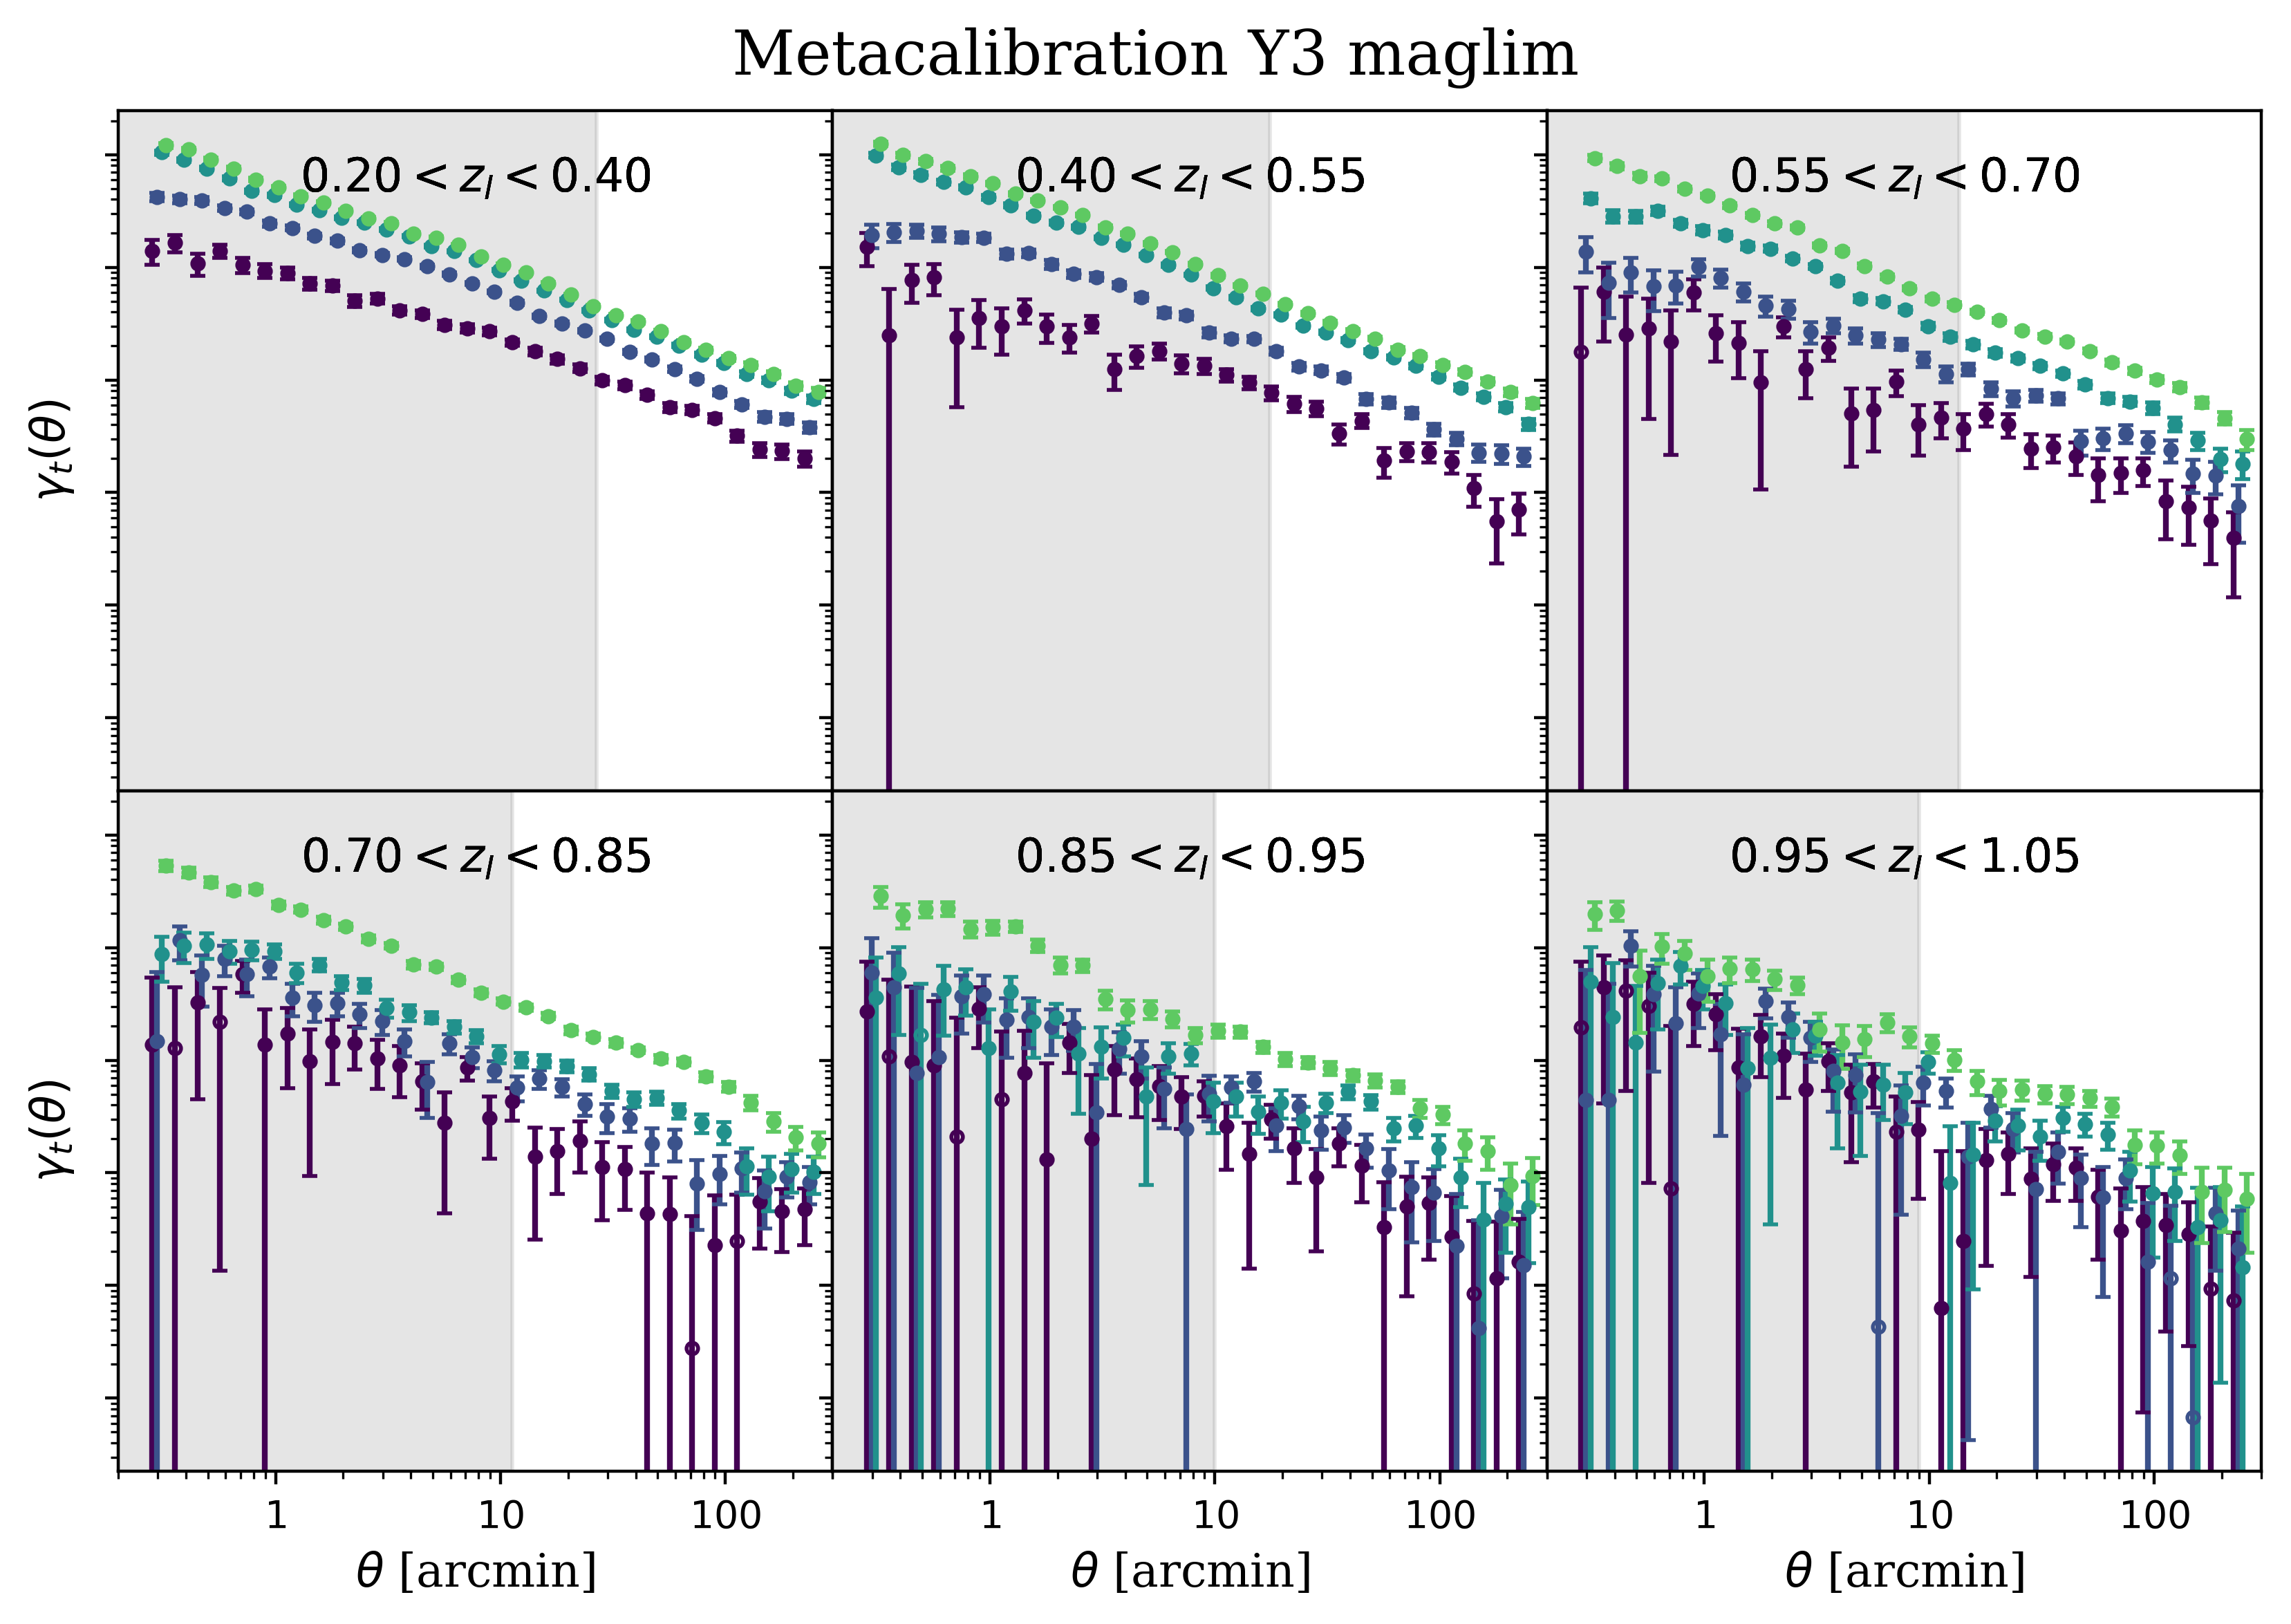 Metacalibration Y3 maglim
0.20 < z_l < 0.40
0.40 < z_l < 0.55
0.55 < z_l < 0.70
γ_t(θ)
0.70 < z_l < 0.85
0.85 < z_l < 0.95
0.95 < z_l < 1.05
γ_t(θ)
1 10 100
1 10 100
1 10 100
θ [arcmin]
θ [arcmin]
θ [arcmin]